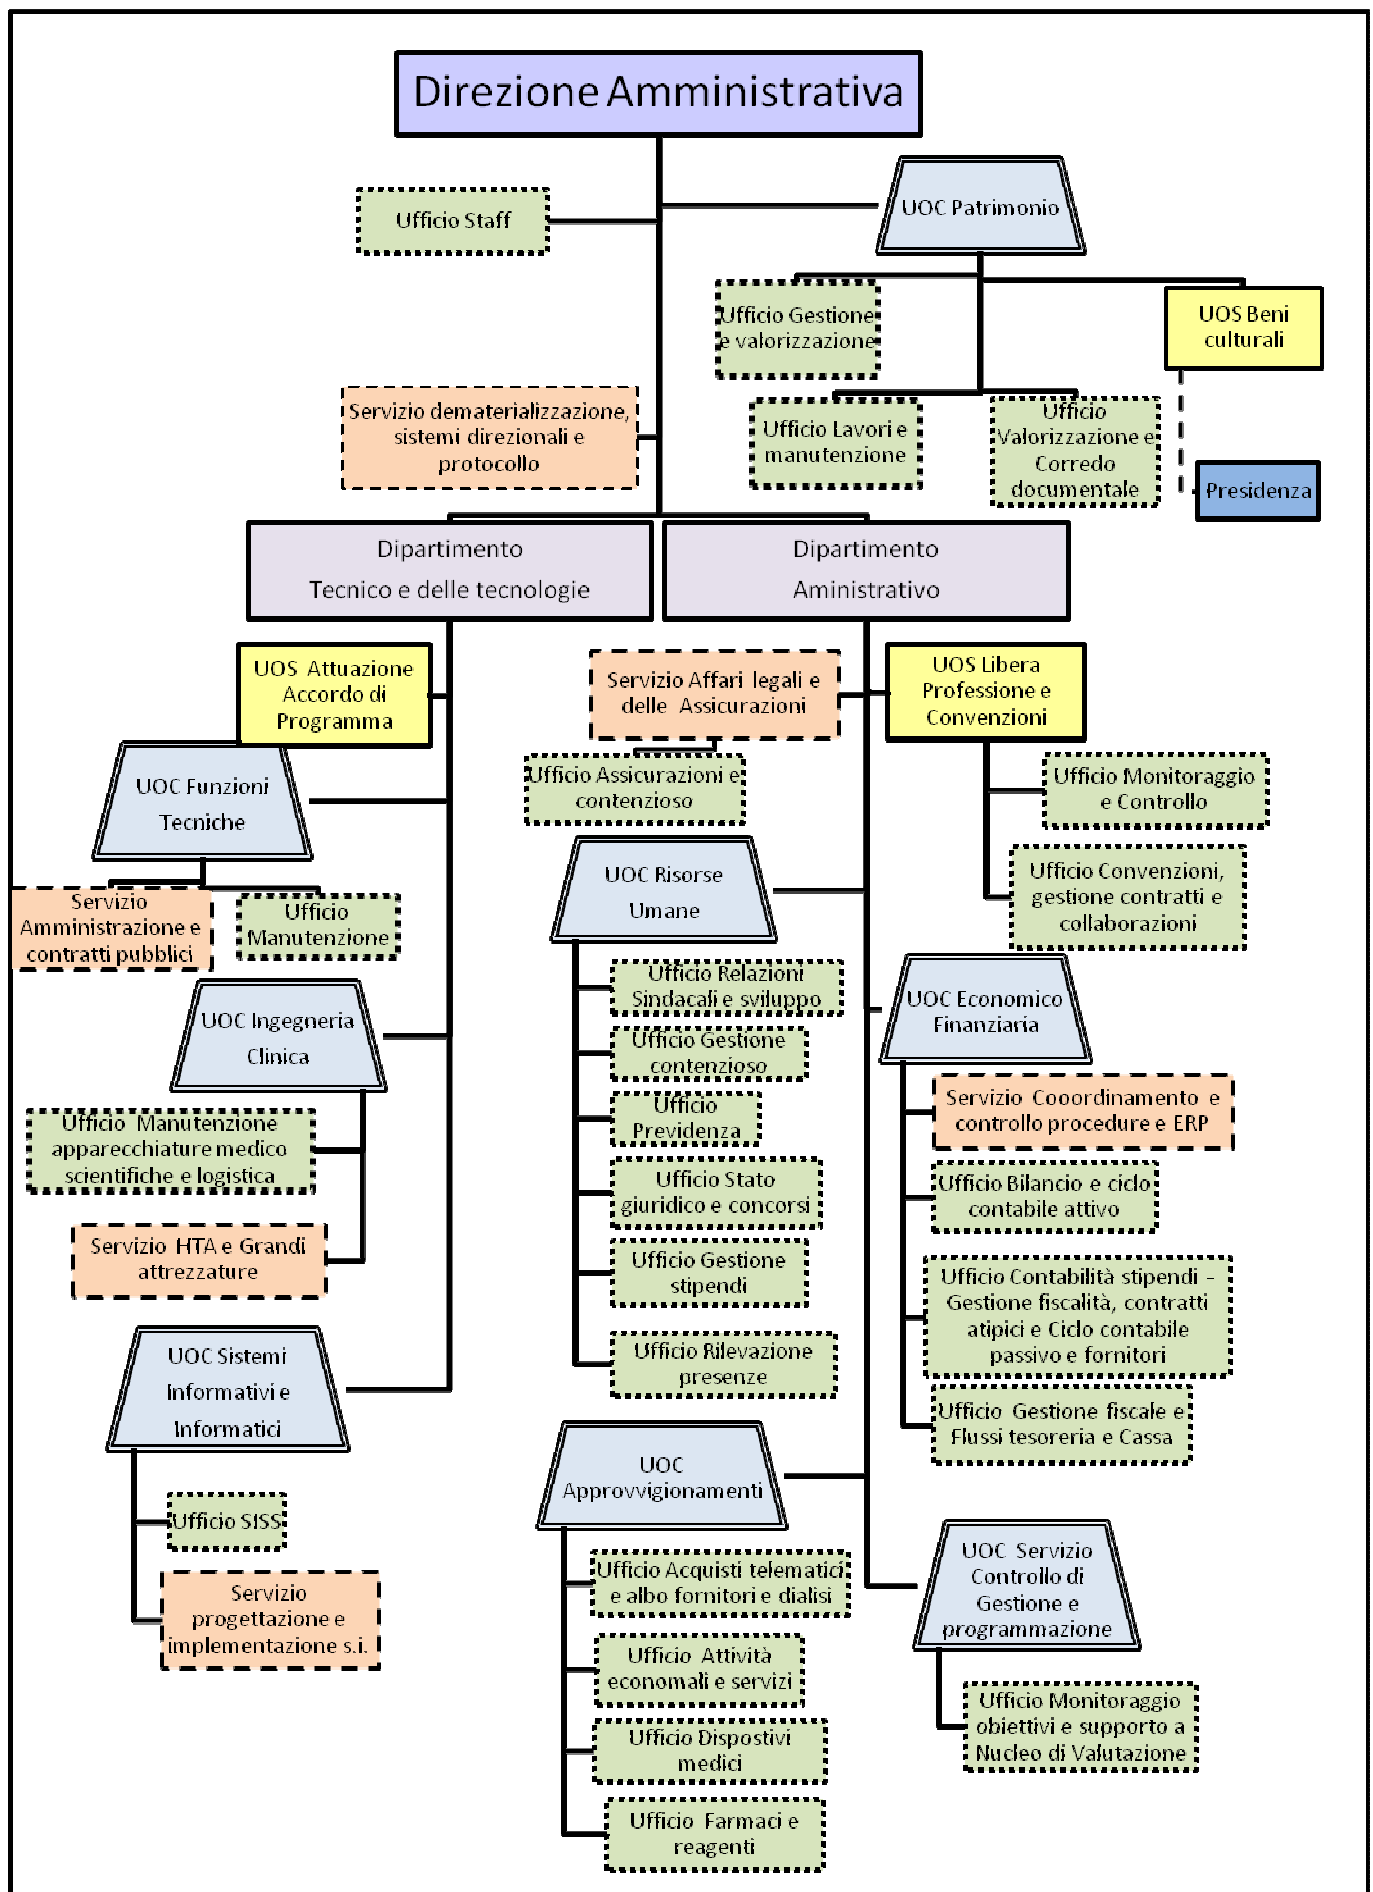 Direzione Amministrativa
UOC Patrimonio
Ufficio Staff
Ufficio Gestione
e valorizzazione
UOS Beni
culturali
Servizio dematerializzazione,
sistemi direzionali e
protocollo
Ufficio Lavori e
manutenzione
Ufficio
Valorizzazione e
Corredo
documentale
Presidenza
Dipartimento
Tecnico e delle tecnologie
Dipartimento
Aministrativo
UOS Attuazione
Accordo di
Programma
Servizio Affari legali e
delle Assicurazioni
UOS Libera
Professione e
Convenzioni
UOC Funzioni
Tecniche
Ufficio Assicurazioni e
contenzioso
Ufficio Monitoraggio
e Controllo
Servizio
Amministrazione e
contratti pubblici
Ufficio
Manutenzione
UOC Risorse
Umane
Ufficio Convenzioni,
gestione contratti e
collaborazioni
UOC Ingegneria
Clinica
Ufficio Relazioni
Sindacali e sviluppo
UOC Economico
Finanziaria
Ufficio Gestione
contenzioso
Ufficio Manutenzione
apparecchiature medico
scientifiche e logistica
Ufficio
Previdenza
Servizio Cooordinamento e
controllo procedure e ERP
Ufficio Stato
giuridico e concorsi
Ufficio Bilancio e ciclo
contabile attivo
Servizio HTA e Grandi
attrezzature
Ufficio Gestione
stipendi
Ufficio Contabilità stipendi –
Gestione fiscalità, contratti
atipici e Ciclo contabile
passivo e fornitori
UOC Sistemi
Informativi e
Informatici
Ufficio Rilevazione
presenze
Ufficio Gestione fiscale e
Flussi tesoreria e Cassa
UOC
Approvvigionamenti
Ufficio SISS
UOC Servizio
Controllo di
Gestione e
programmazione
Servizio
progettazione e
implementazione s.i.
Ufficio Acquisti telematici
e albo fornitori e dialisi
Ufficio Attività
economali e servizi
Ufficio Monitoraggio
obiettivi e supporto a
Nucleo di Valutazione
Ufficio Dispostivi
medici
Ufficio Farmaci e
reagenti